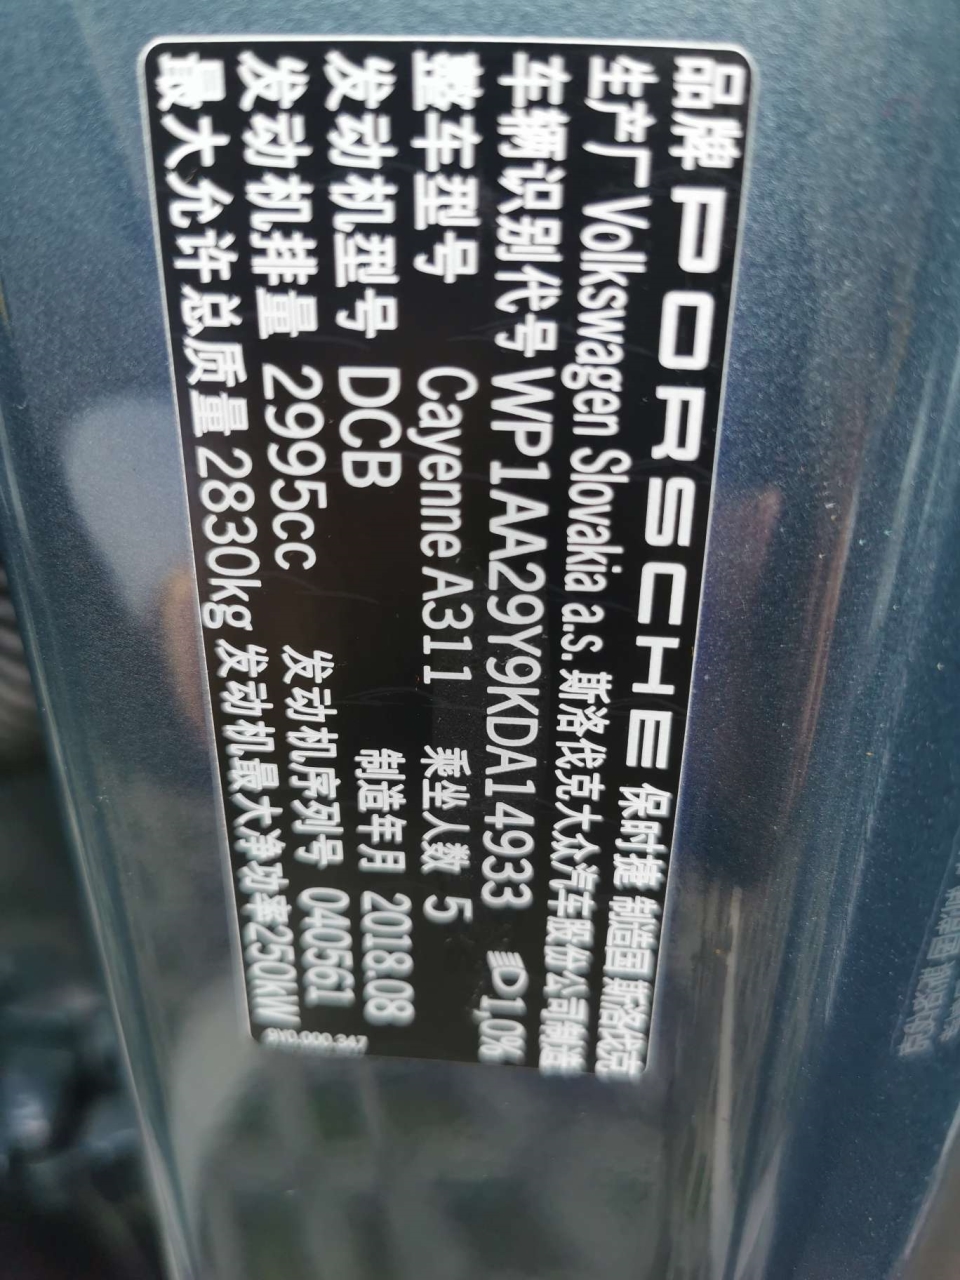 品牌 PORSCHE 保时捷 制造国 斯洛伐克
生产厂 Volkswagen Slovakia a.s. 斯洛伐克大众汽车股份公司制造
车辆识别代号 WP1AA29Y9KDA14933 1,0%
整车型号 Cayenne A311 乘坐人数 5
发动机型号 DCB 制造年月 2018.08
发动机排量 2995cc 发动机序列号 040561
最大允许总质量 2830kg 发动机最大净功率250kW
9Y0.000.347